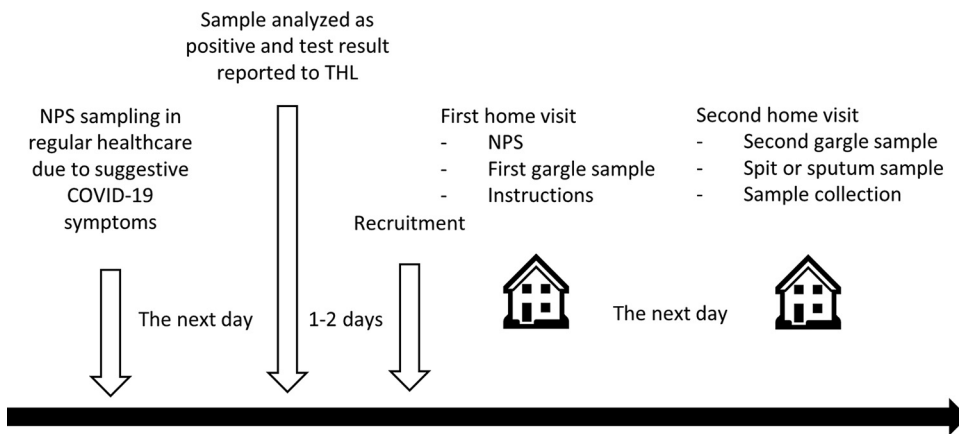 Sample analyzed as
positive and test result
reported to THL
NPS sampling in
regular healthcare
due to suggestive
COVID-19
symptoms
First home visit
- NPS
- First gargle sample
- Instructions
Second home visit
- Second gargle sample
- Spit or sputum sample
- Sample collection
Recruitment
The next day
1-2 days
The next day